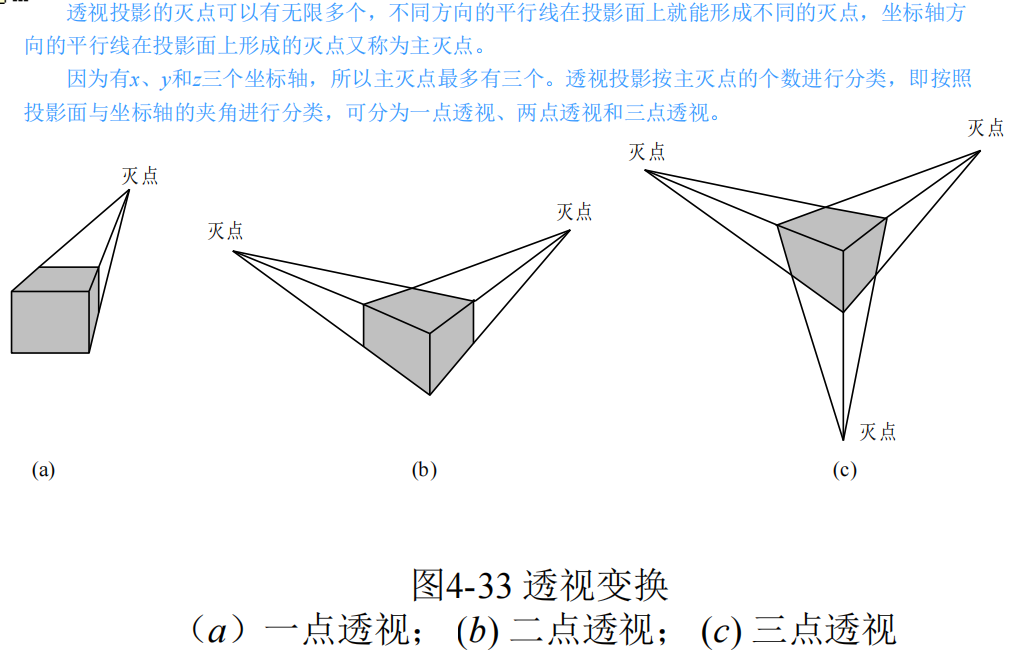 透视投影的灭点可以有无限多个，不同方向的平行线在投影面上就能形成不同的灭点，坐标轴方
向的平行线在投影面上形成的灭点又称为主灭点。
因为有x、y和z三个坐标轴，所以主灭点最多有三个。透视投影按主灭点的个数进行分类，即按照
投影面与坐标轴的夹角进行分类，可分为一点透视、两点透视和三点透视。
灭点
灭点
灭点
灭点
灭点
灭点
(a)
(b)
(c)
图4-33 透视变换
（a）一点透视； (b) 二点透视； (c) 三点透视